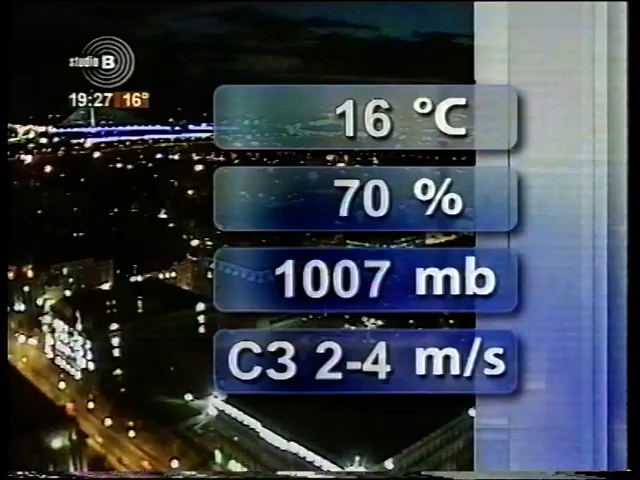 studio B
19:27 16°
16 °C
70 %
1007 mb
СЗ 2-4 m/s